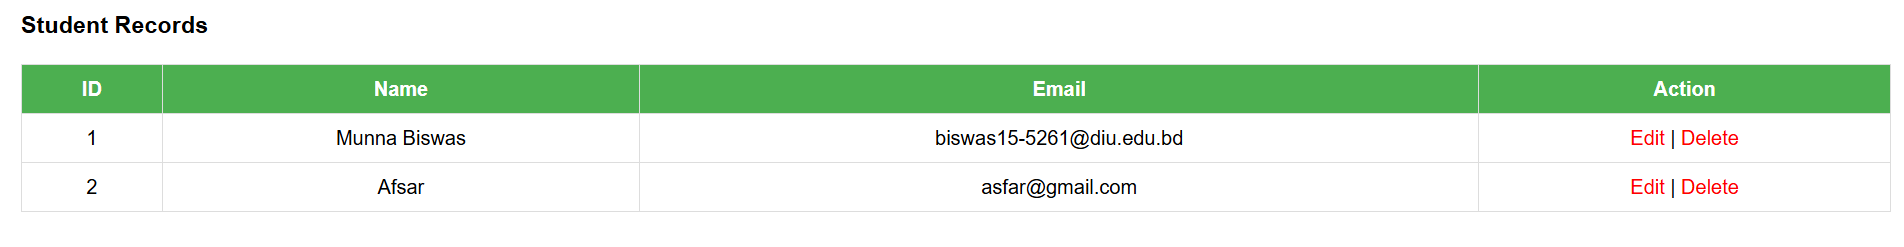 Student Records
ID Name Email Action
1 Munna Biswas biswas15-5261@diu.edu.bd Edit | Delete
2 Afsar asfar@gmail.com Edit | Delete